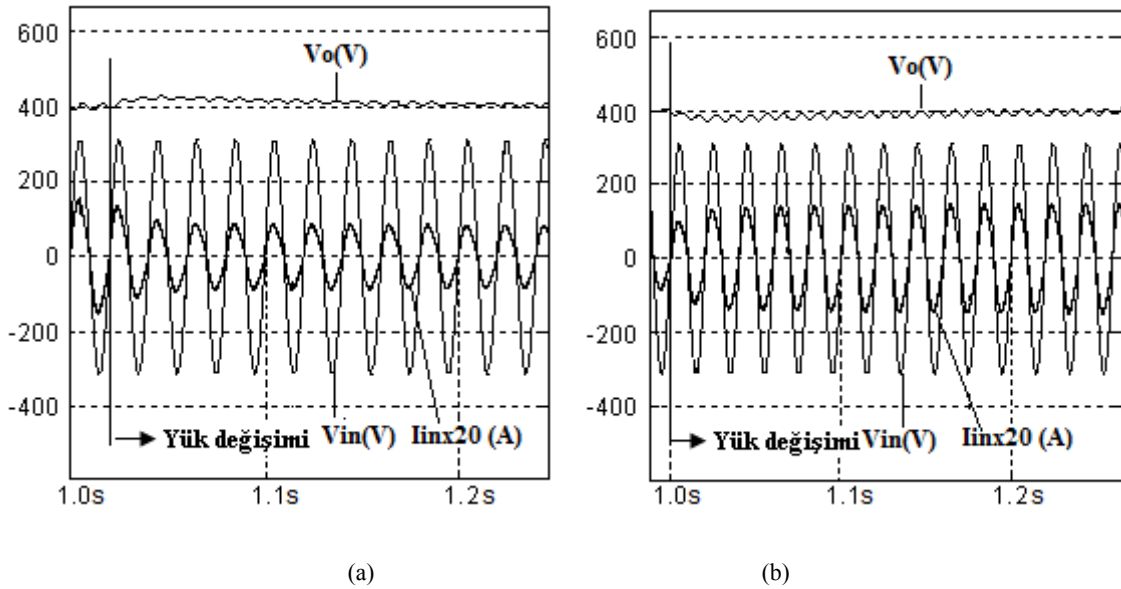 600
400
200
0
-200
-400
Vo(V)
Yük değişimi
Vin(V)
Iinx20 (A)
1.0s
1.1s
1.2s
(a)
600
400
200
0
-200
-400
Vo(V)
Yük değişimi
Vin(V)
Iinx20 (A)
1.0s
1.1s
1.2s
(b)